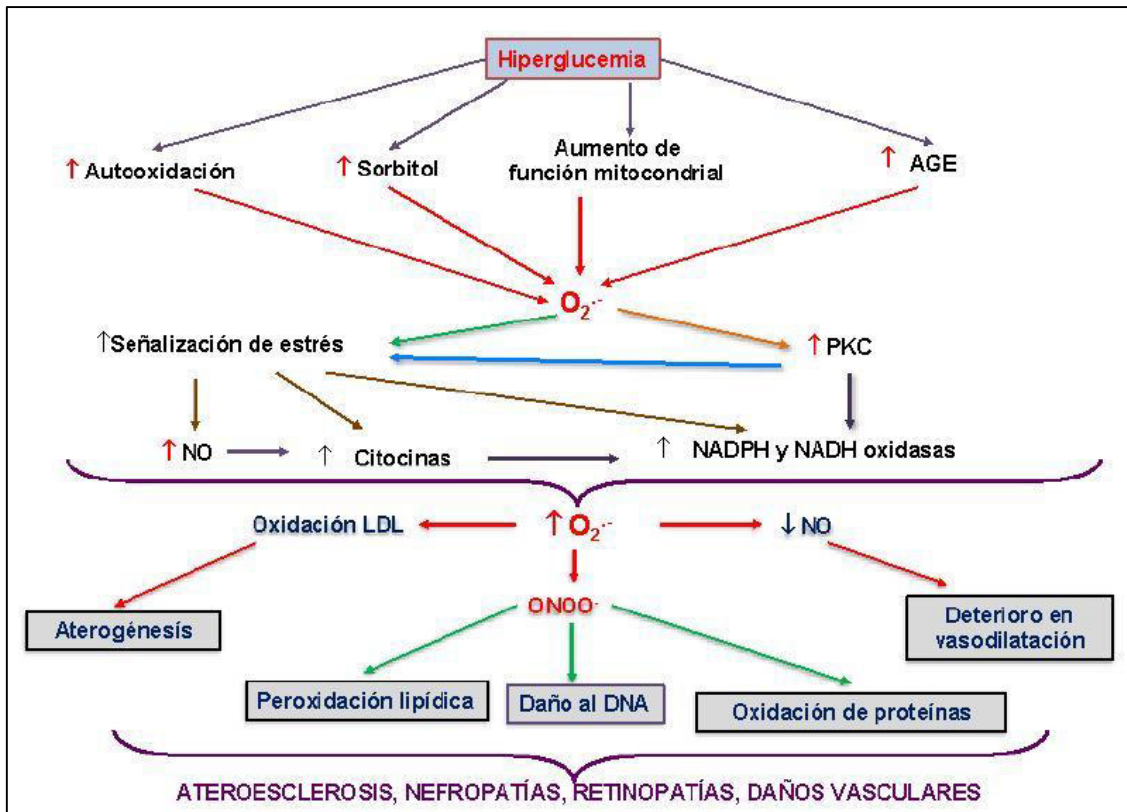 Hiperglucemia
↑ Autooxidación
↑ Sorbitol
Aumento de
función mitocondrial
↑ AGE
O₂·-
↑Señalización de estrés
↑ PKC
↑ NO
↑ Citocinas
↑ NADPH y NADH oxidasas
Oxidación LDL
↑ O₂·-
↓ NO
Aterogénesís
ONOO-
Deterioro en
vasodilatación
Peroxidación lipídica
Daño al DNA
Oxidación de proteínas
ATEROESCLEROSIS, NEFROPATÍAS, RETINOPATÍAS, DAÑOS VASCULARES